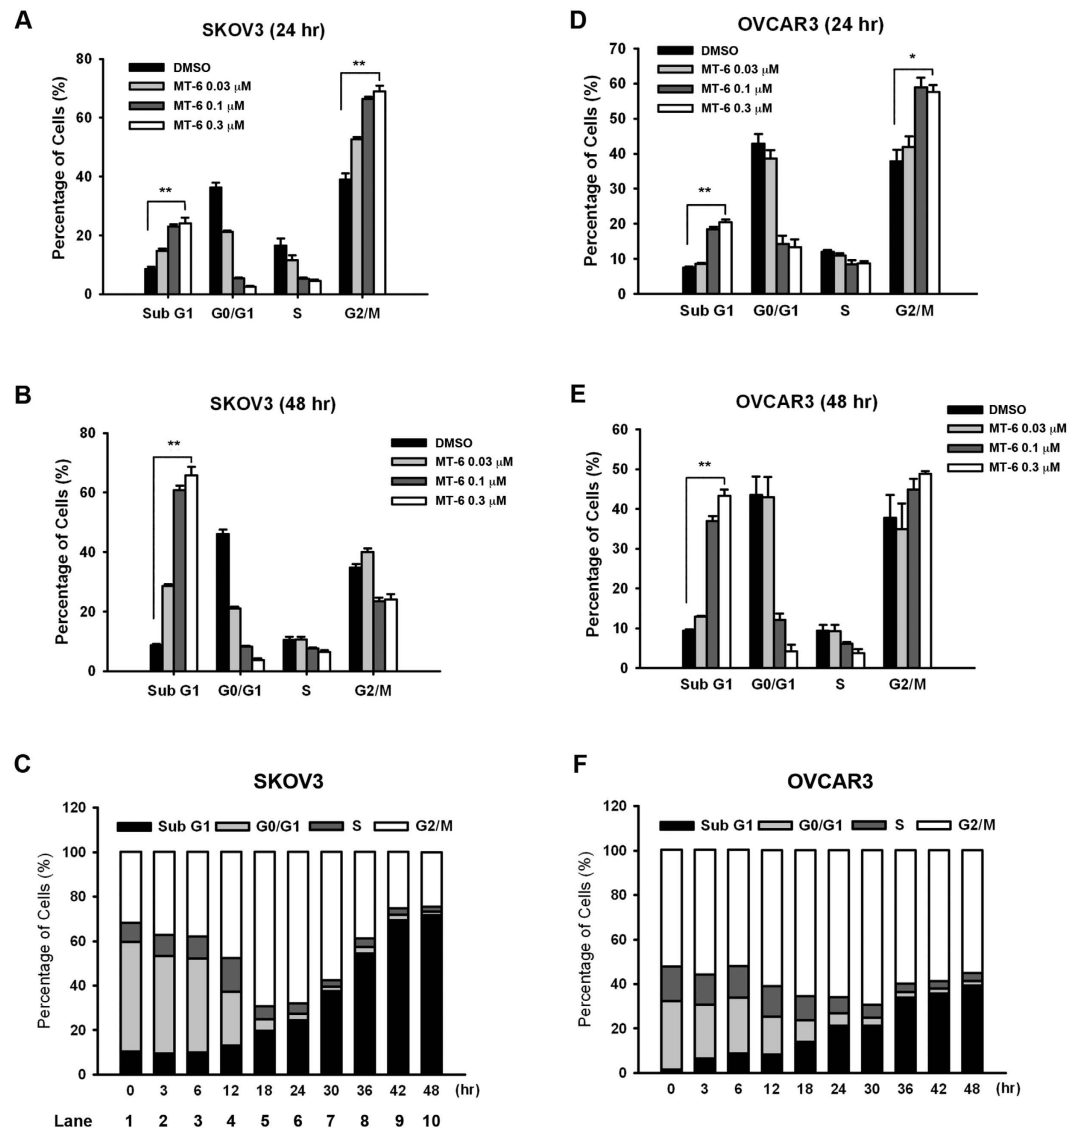 A
SKOV3 (24 hr)
Percentage of Cells (%)
80
60
40
20
0
DMSO
MT-6 0.03 μM
MT-6 0.1 μM
MT-6 0.3 μM
**
**
Sub G1 G0/G1 S G2/M
D
OVCAR3 (24 hr)
Percentage of Cells (%)
70
60
50
40
30
20
10
0
DMSO
MT-6 0.03 μM
MT-6 0.1 μM
MT-6 0.3 μM
**
*
Sub G1 G0/G1 S G2/M
B
SKOV3 (48 hr)
Percentage of Cells (%)
80
60
40
20
0
DMSO
MT-6 0.03 μM
MT-6 0.1 μM
MT-6 0.3 μM
**
Sub G1 G0/G1 S G2/M
E
OVCAR3 (48 hr)
Percentage of Cells (%)
60
50
40
30
20
10
0
DMSO
MT-6 0.03 μM
MT-6 0.1 μM
MT-6 0.3 μM
**
Sub G1 G0/G1 S G2/M
C
SKOV3
Percentage of Cells (%)
120
100
80
60
40
20
0
Sub G1 G0/G1 S G2/M
0 3 6 12 18 24 30 36 42 48 (hr)
Lane 1 2 3 4 5 6 7 8 9 10
F
OVCAR3
Percentage of Cells (%)
120
100
80
60
40
20
0
Sub G1 G0/G1 S G2/M
0 3 6 12 18 24 30 36 42 48 (hr)